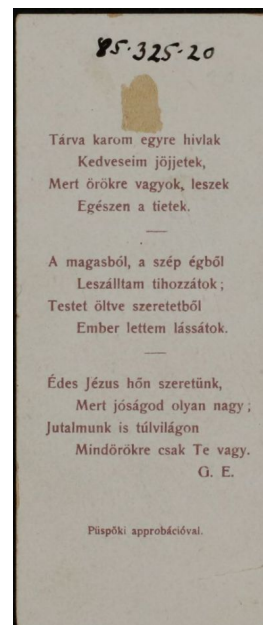 85·325·20
Tárva karom egyre hivlak
Kedveseim jöjjetek,
Mert örökre vagyok, leszek
Egészen a tietek.
A magasból, a szép égből
Leszálltam tihozzátok;
Testet öltve szeretetből
Ember lettem lássátok.
Édes Jézus hőn szeretünk,
Mert jóságod olyan nagy;
Jutalmunk is túlvilágon
Mindörökre csak Te vagy.
G. E.
Püspöki approbációval.